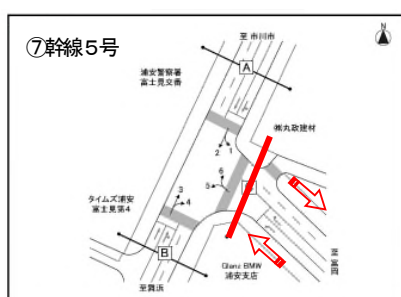 ⑦幹線5号
至 市川市
N
A
浦安警察署
富士見交番
㈱丸政建材
2
1
3
4
6
5
タイムズ浦安
富士見第4
B
至舞浜
Glanz BMW
浦安支店
至富岡